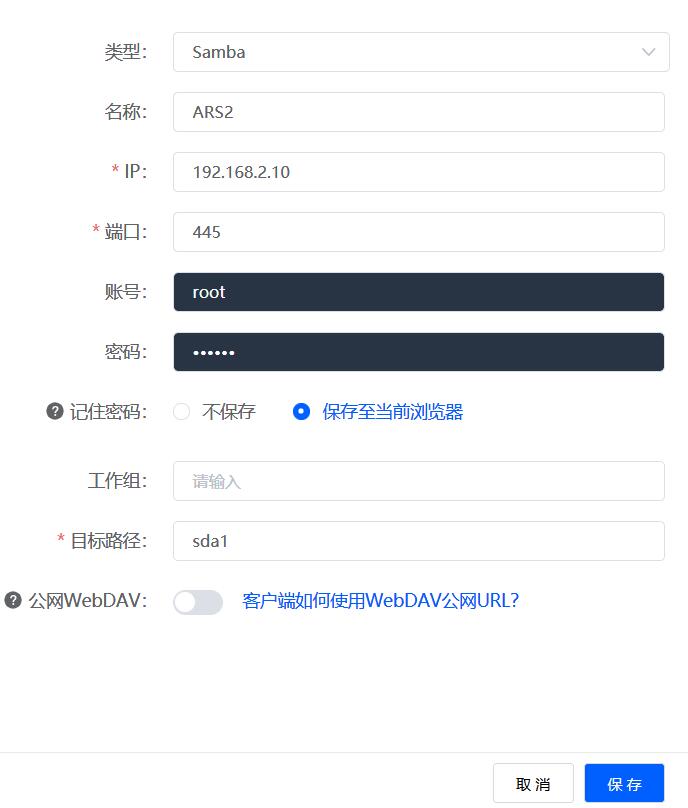 类型： Samba
名称： ARS2
* IP： 192.168.2.10
* 端口： 445
账号： root
密码： ••••••
? 记住密码： 不保存 保存至当前浏览器
工作组： 请输入
* 目标路径： sda1
? 公网WebDAV： 客户端如何使用WebDAV公网URL？
取消 保存